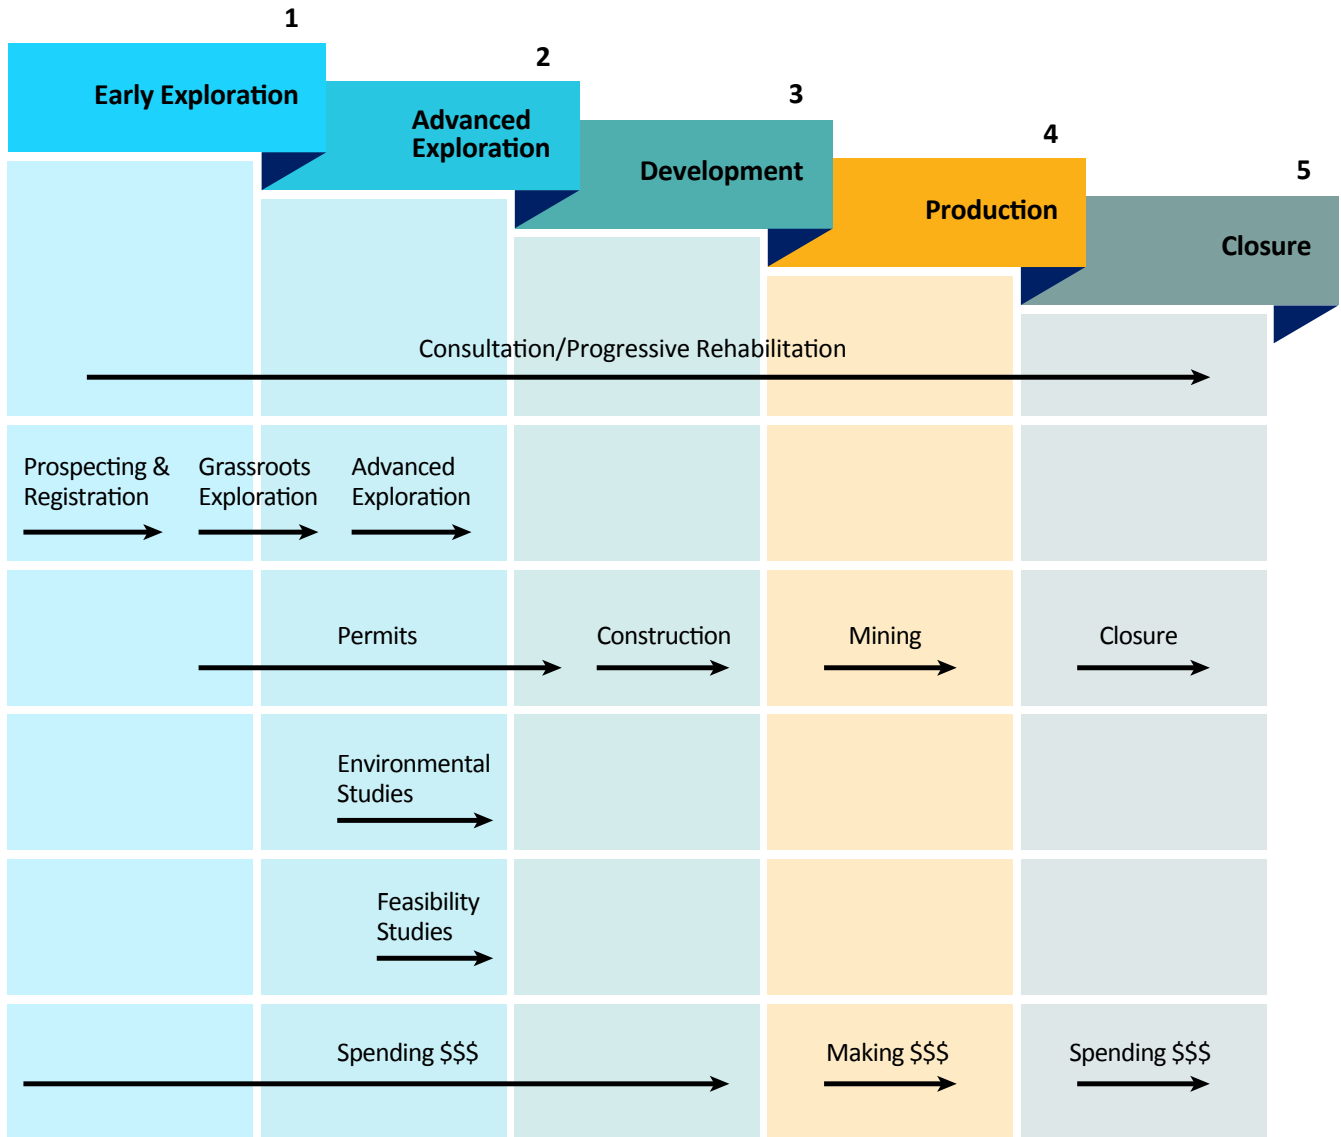 1
Early Exploration
2
Advanced
Exploration
3
Development
4
Production
5
Closure
Consultation/Progressive Rehabilitation
Prospecting &
Registration
Grassroots
Exploration
Advanced
Exploration
Permits
Construction
Mining
Closure
Environmental
Studies
Feasibility
Studies
Spending $$$
Making $$$
Spending $$$